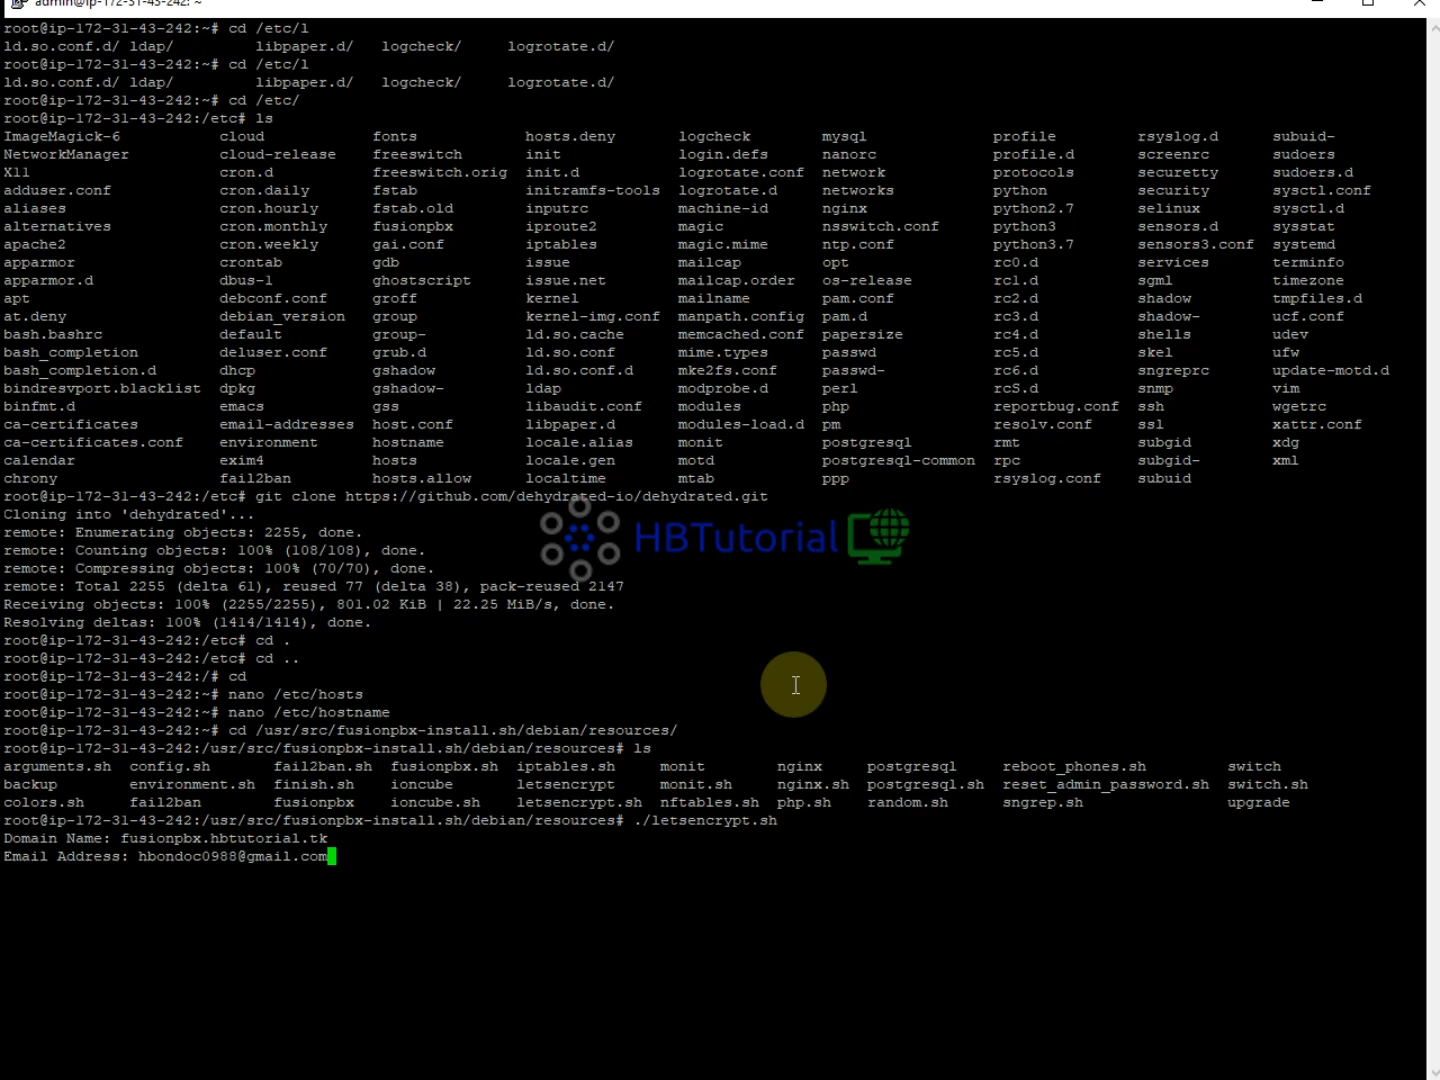 admin@ip-172-31-43-242: ~
root@ip-172-31-43-242:~# cd /etc/l
ld.so.conf.d/ ldap/ libpaper.d/ logcheck/ logrotate.d/
root@ip-172-31-43-242:~# cd /etc/l
ld.so.conf.d/ ldap/ libpaper.d/ logcheck/ logrotate.d/
root@ip-172-31-43-242:~# cd /etc/
root@ip-172-31-43-242:/etc# ls
ImageMagick-6 cloud fonts hosts.deny logcheck mysql profile rsyslog.d subuid-
NetworkManager cloud-release freeswitch init login.defs nanorc profile.d screenrc sudoers
X11 cron.d freeswitch.orig init.d logrotate.conf network protocols securetty sudoers.d
adduser.conf cron.daily fstab initramfs-tools logrotate.d networks python security sysctl.conf
aliases cron.hourly fstab.old inputrc machine-id nginx python2.7 selinux sysctl.d
alternatives cron.monthly fusionpbx iproute2 magic nsswitch.conf python3 sensors.d sysstat
apache2 cron.weekly gai.conf iptables magic.mime ntp.conf python3.7 sensors3.conf systemd
apparmor crontab gdb issue mailcap opt rc0.d services terminfo
apparmor.d dbus-1 ghostscript issue.net mailcap.order os-release rc1.d sgml timezone
apt debconf.conf groff kernel mailname pam.conf rc2.d shadow tmpfiles.d
at.deny debian_version group kernel-img.conf manpath.config pam.d rc3.d shadow- ucf.conf
bash.bashrc default group- ld.so.cache memcached.conf papersize rc4.d shells udev
bash_completion deluser.conf grub.d ld.so.conf mime.types passwd rc5.d skel ufw
bash_completion.d dhcp gshadow ld.so.conf.d mke2fs.conf passwd- rc6.d sngreprc update-motd.d
bindresvport.blacklist dpkg gshadow- ldap modprobe.d perl rcS.d snmp vim
binfmt.d emacs gss libaudit.conf modules php reportbug.conf ssh wgetrc
ca-certificates email-addresses host.conf libpaper.d modules-load.d pm resolv.conf ssl xattr.conf
ca-certificates.conf environment hostname locale.alias monit postgresql rmt subgid xdg
calendar exim4 hosts locale.gen motd postgresql-common rpc subgid- xml
chrony fail2ban hosts.allow localtime mtab ppp rsyslog.conf subuid
root@ip-172-31-43-242:/etc# git clone https://github.com/dehydrated-io/dehydrated.git
Cloning into 'dehydrated'...
remote: Enumerating objects: 2255, done.
HBTutorial
remote: Counting objects: 100% (108/108), done.
remote: Compressing objects: 100% (70/70), done.
remote: Total 2255 (delta 61), reused 77 (delta 38), pack-reused 2147
Receiving objects: 100% (2255/2255), 801.02 KiB | 22.25 MiB/s, done.
Resolving deltas: 100% (1414/1414), done.
root@ip-172-31-43-242:/etc# cd .
root@ip-172-31-43-242:/etc# cd ..
root@ip-172-31-43-242:/# cd
root@ip-172-31-43-242:~# nano /etc/hosts
root@ip-172-31-43-242:~# nano /etc/hostname
root@ip-172-31-43-242:~# cd /usr/src/fusionpbx-install.sh/debian/resources/
root@ip-172-31-43-242:/usr/src/fusionpbx-install.sh/debian/resources# ls
arguments.sh config.sh fail2ban.sh fusionpbx.sh iptables.sh monit nginx postgresql reboot_phones.sh switch
backup environment.sh finish.sh ioncube letsencrypt monit.sh nginx.sh postgresql.sh reset_admin_password.sh switch.sh
colors.sh fail2ban fusionpbx ioncube.sh letsencrypt.sh nftables.sh php.sh random.sh sngrep.sh upgrade
root@ip-172-31-43-242:/usr/src/fusionpbx-install.sh/debian/resources# ./letsencrypt.sh
Domain Name: fusionpbx.hbtutorial.tk
Email Address: hbondoc0988@gmail.com